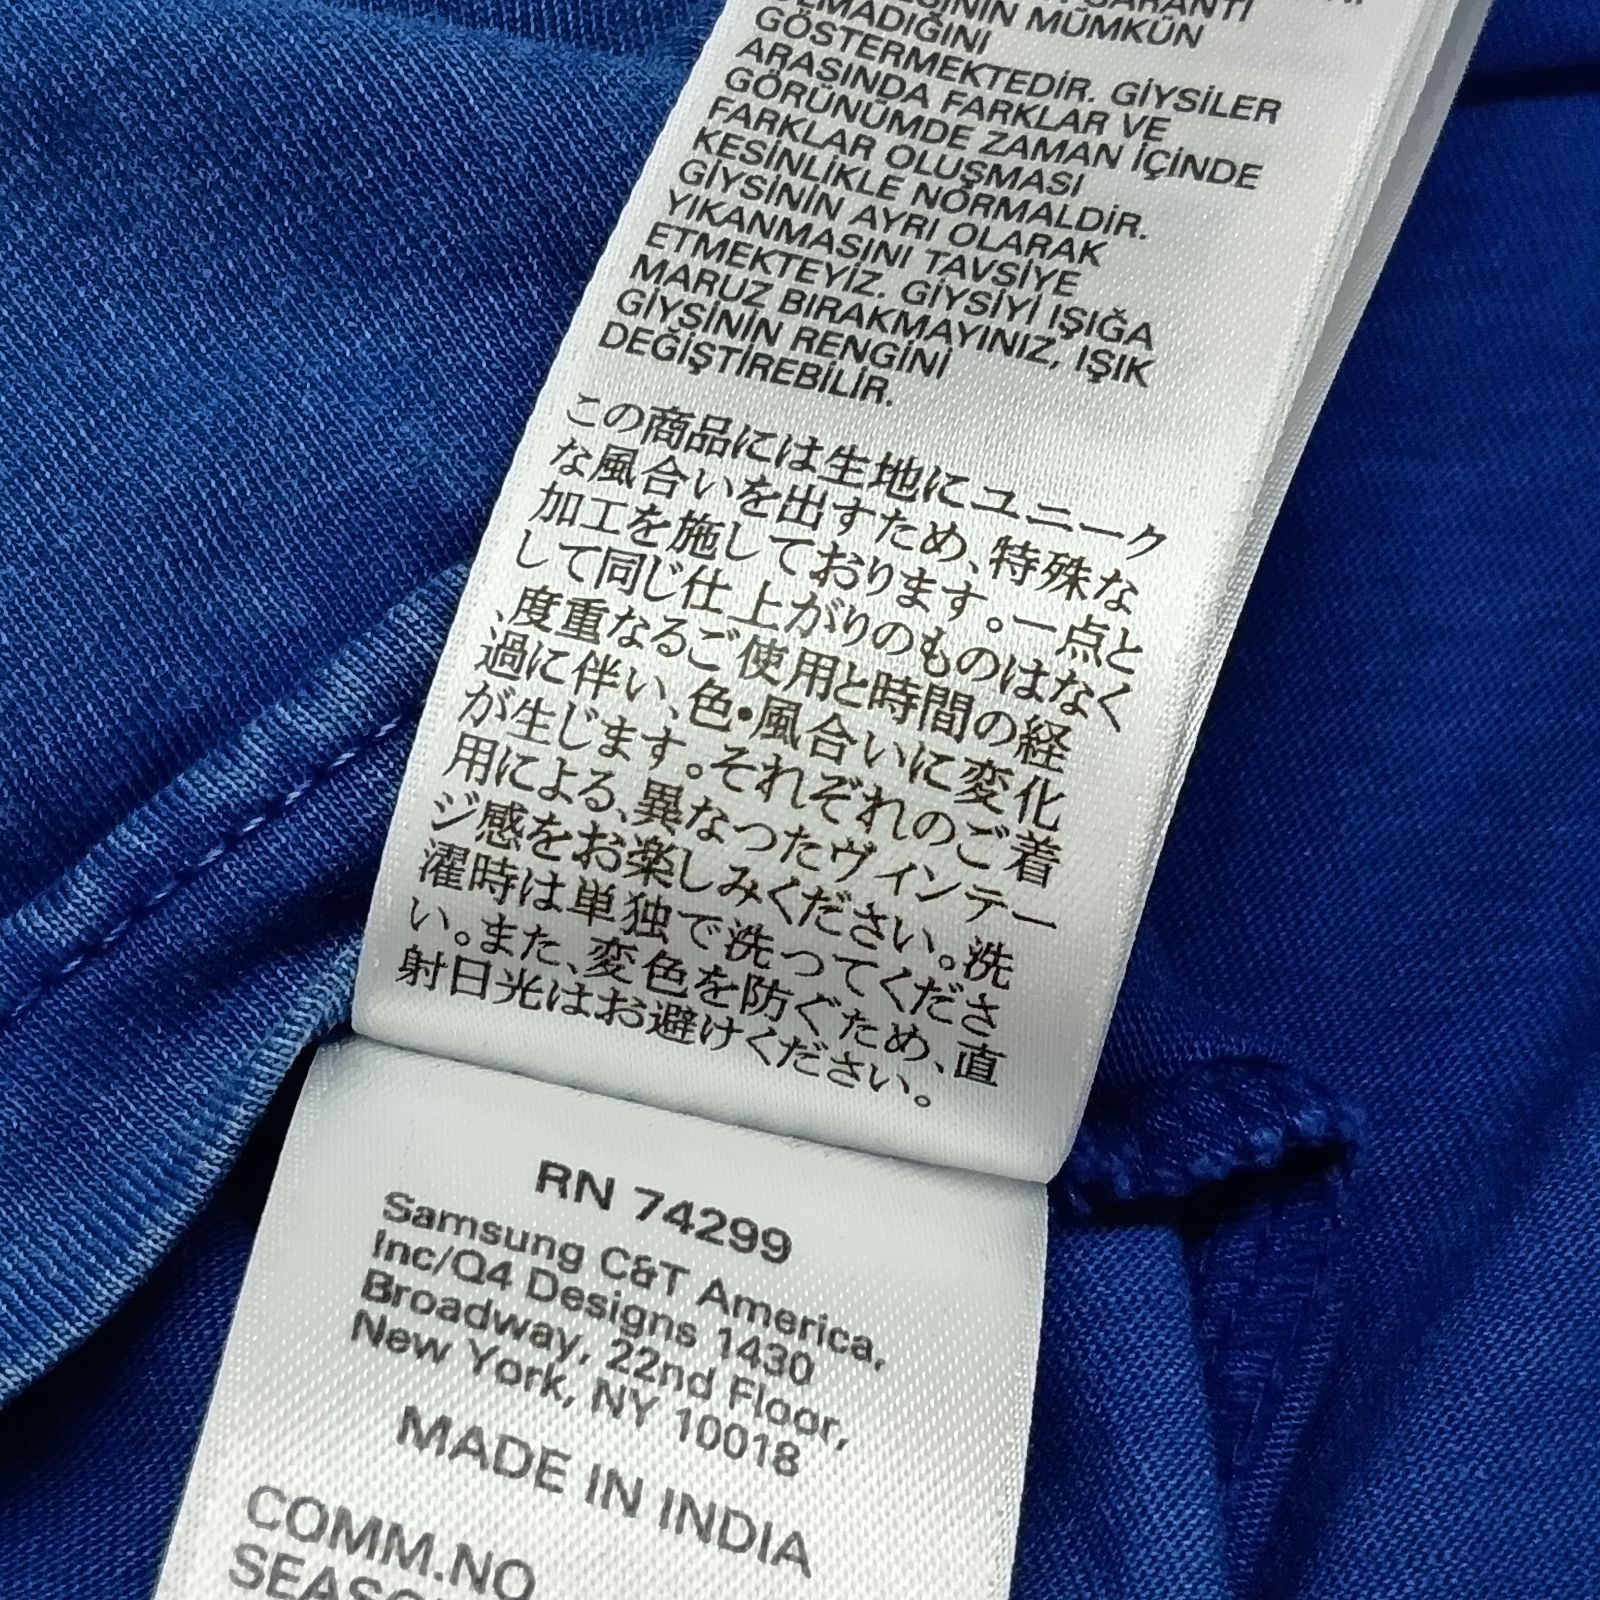 GARANTİ
MÜMKÜN
GÖSTERMEKTEDİR. GİYSİLER
ARASINDA FARKLAR VE
GÖRÜNÜMDE ZAMAN İÇİNDE
FARKLAR OLUŞMASI
KESİNLİKLE NORMALDİR.
GİYSİNİN AYRI OLARAK
YIKANMASINI TAVSİYE
ETMEKTEYİZ. GİYSİYİ IŞIĞA
MARUZ BIRAKMAYINIZ, IŞIK
GİYSİNİN RENGİNİ
DEĞİŞTİREBİLİR.
この商品には生地にユニーク
な風合いを出すため、特殊な
加工を施しております。一点と
して同じ仕上がりのものはなく
、度重なるご使用と時間の経
過に伴い、色・風合いに変化
が生じます。それぞれのご着
用による、異なったヴィンテー
ジ感をお楽しみください。洗
濯時は単独で洗ってくださ
い。また、変色を防ぐため、直
射日光はお避けください。
RN 74299
Samsung C&T America,
Inc/Q4 Designs 1430
Broadway, 22nd Floor,
New York, NY 10018
MADE IN INDIA
COMM.NO